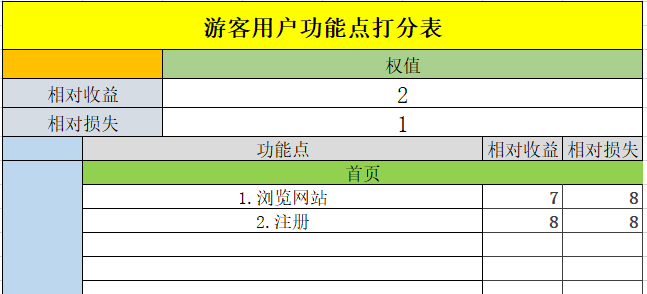 游客用户功能点打分表
权值
相对收益 2
相对损失 1
功能点 相对收益 相对损失
首页
1.浏览网站 7 8
2.注册 8 8